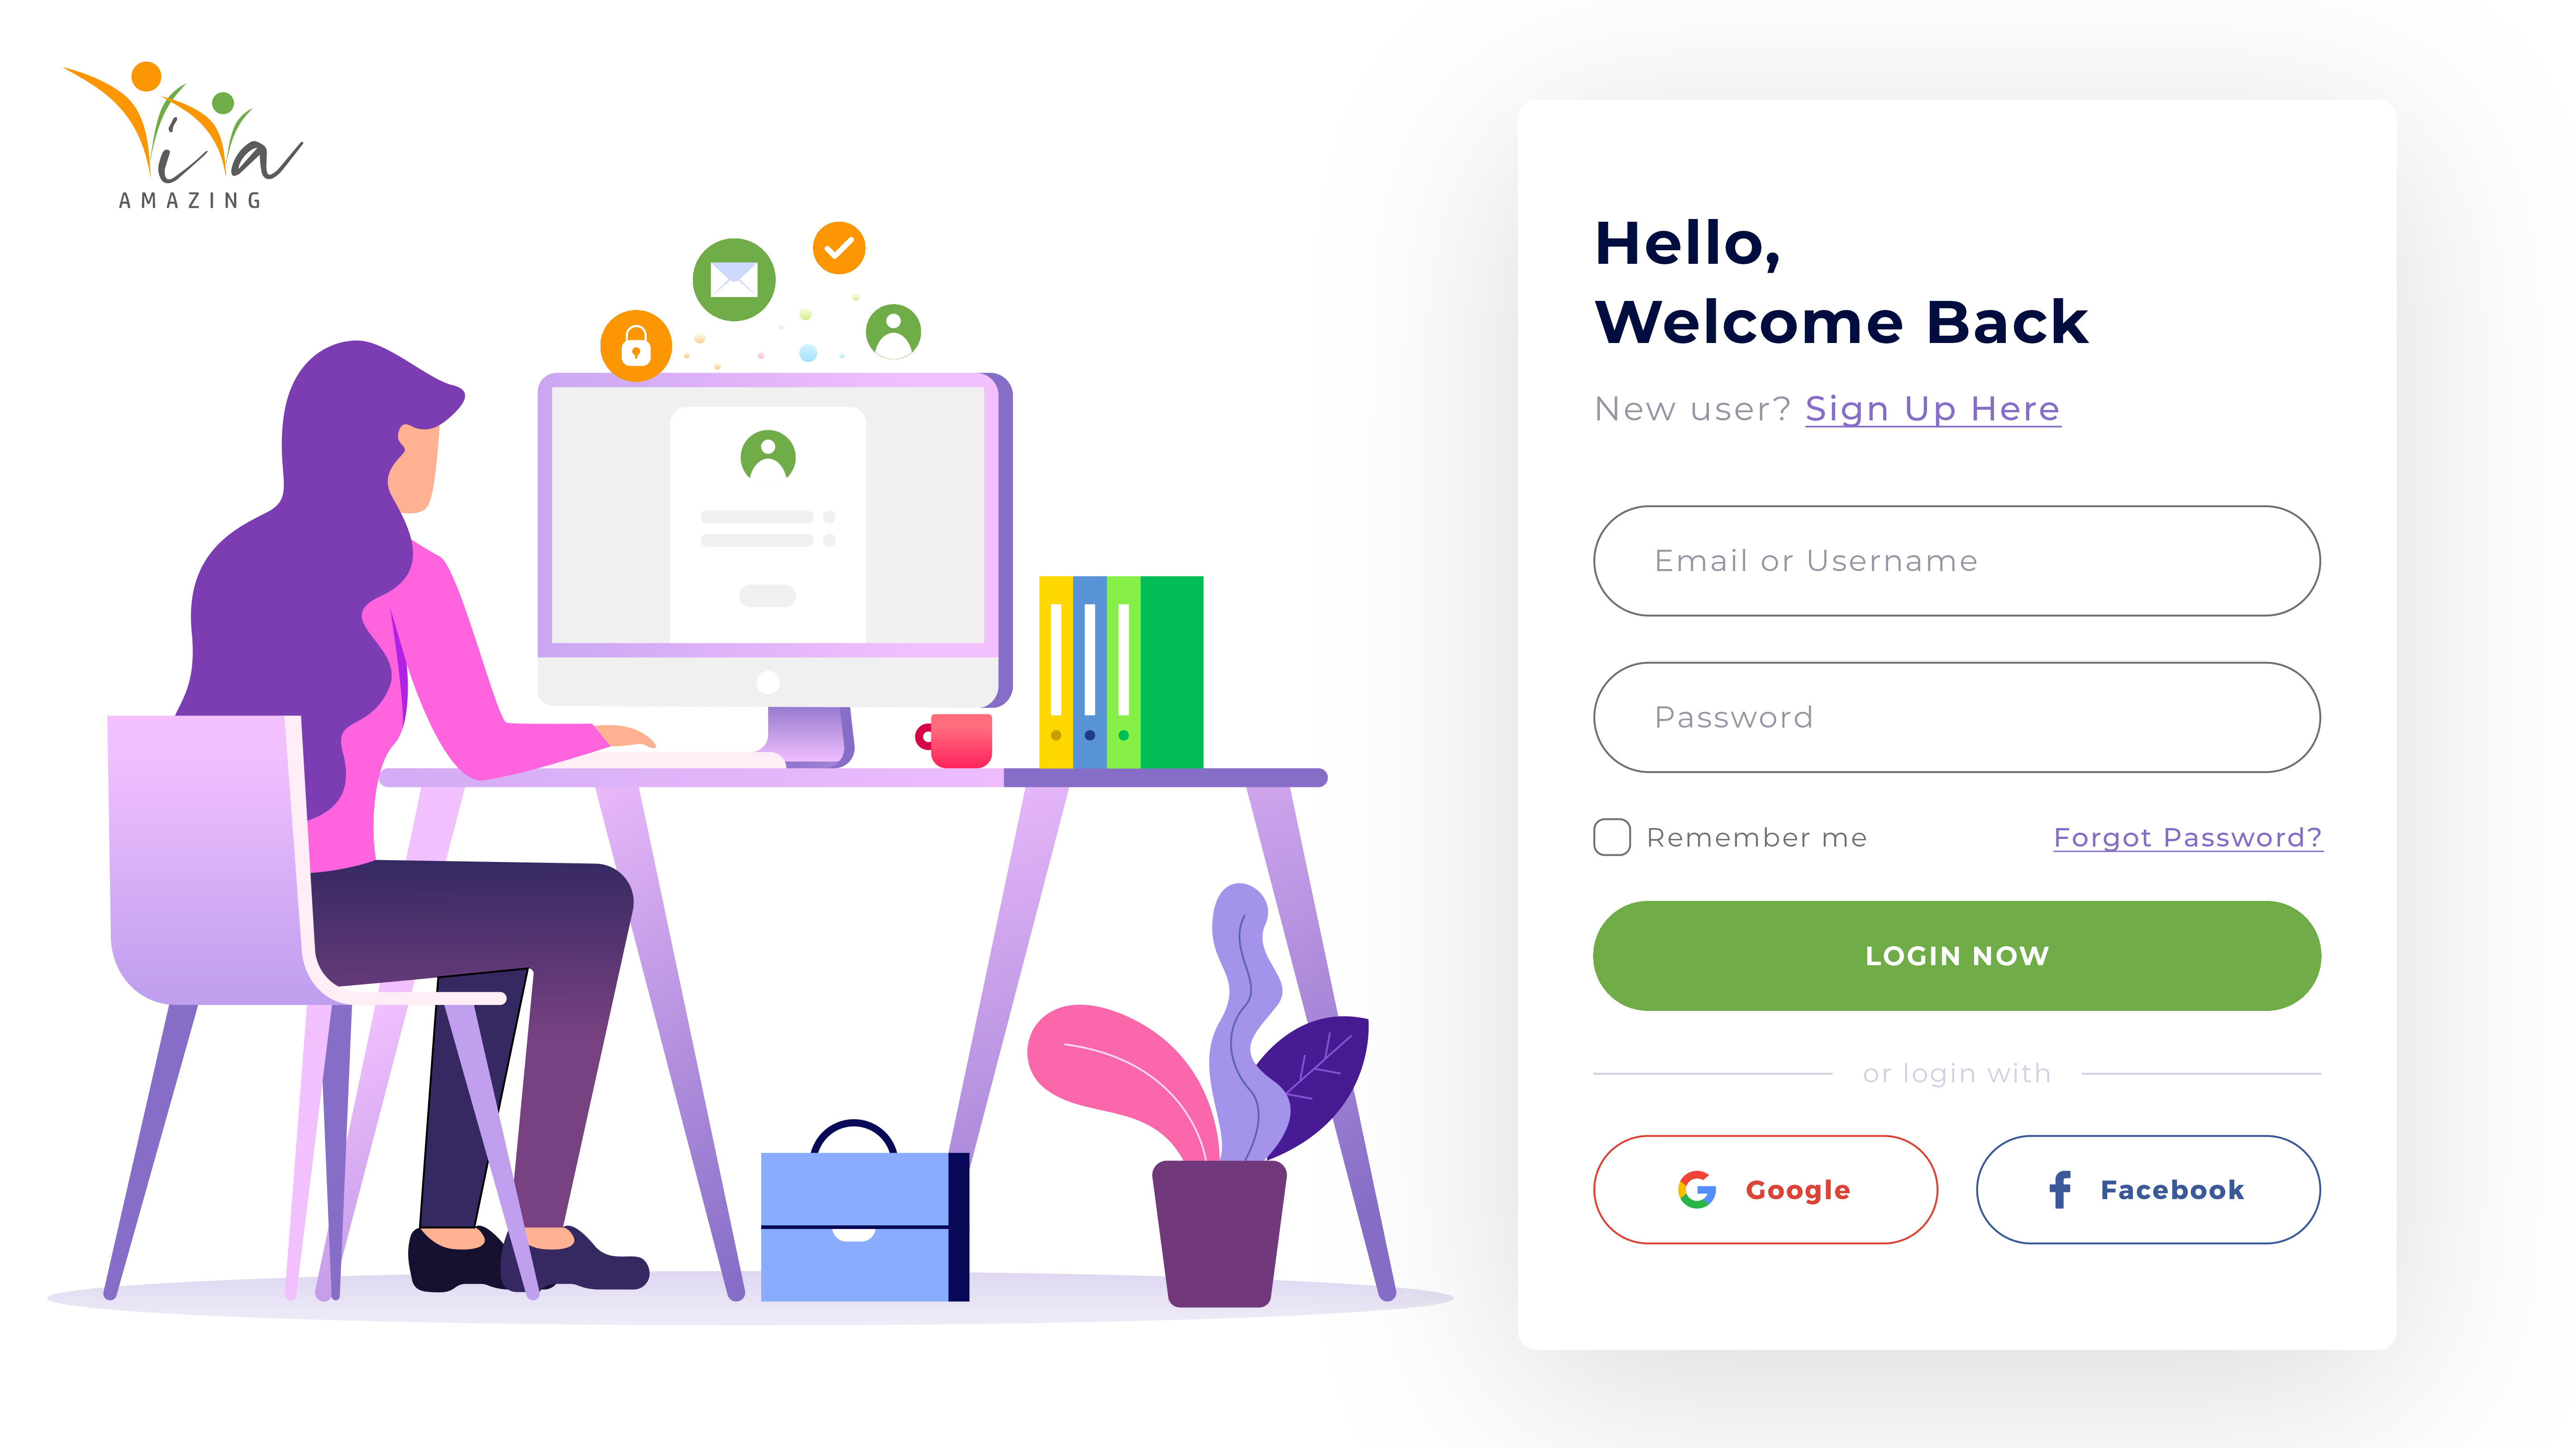 Viva
AMAZING
Hello,
Welcome Back
New user? Sign Up Here
Email or Username
Password
Remember me
Forgot Password?
LOGIN NOW
or login with
Google
Facebook